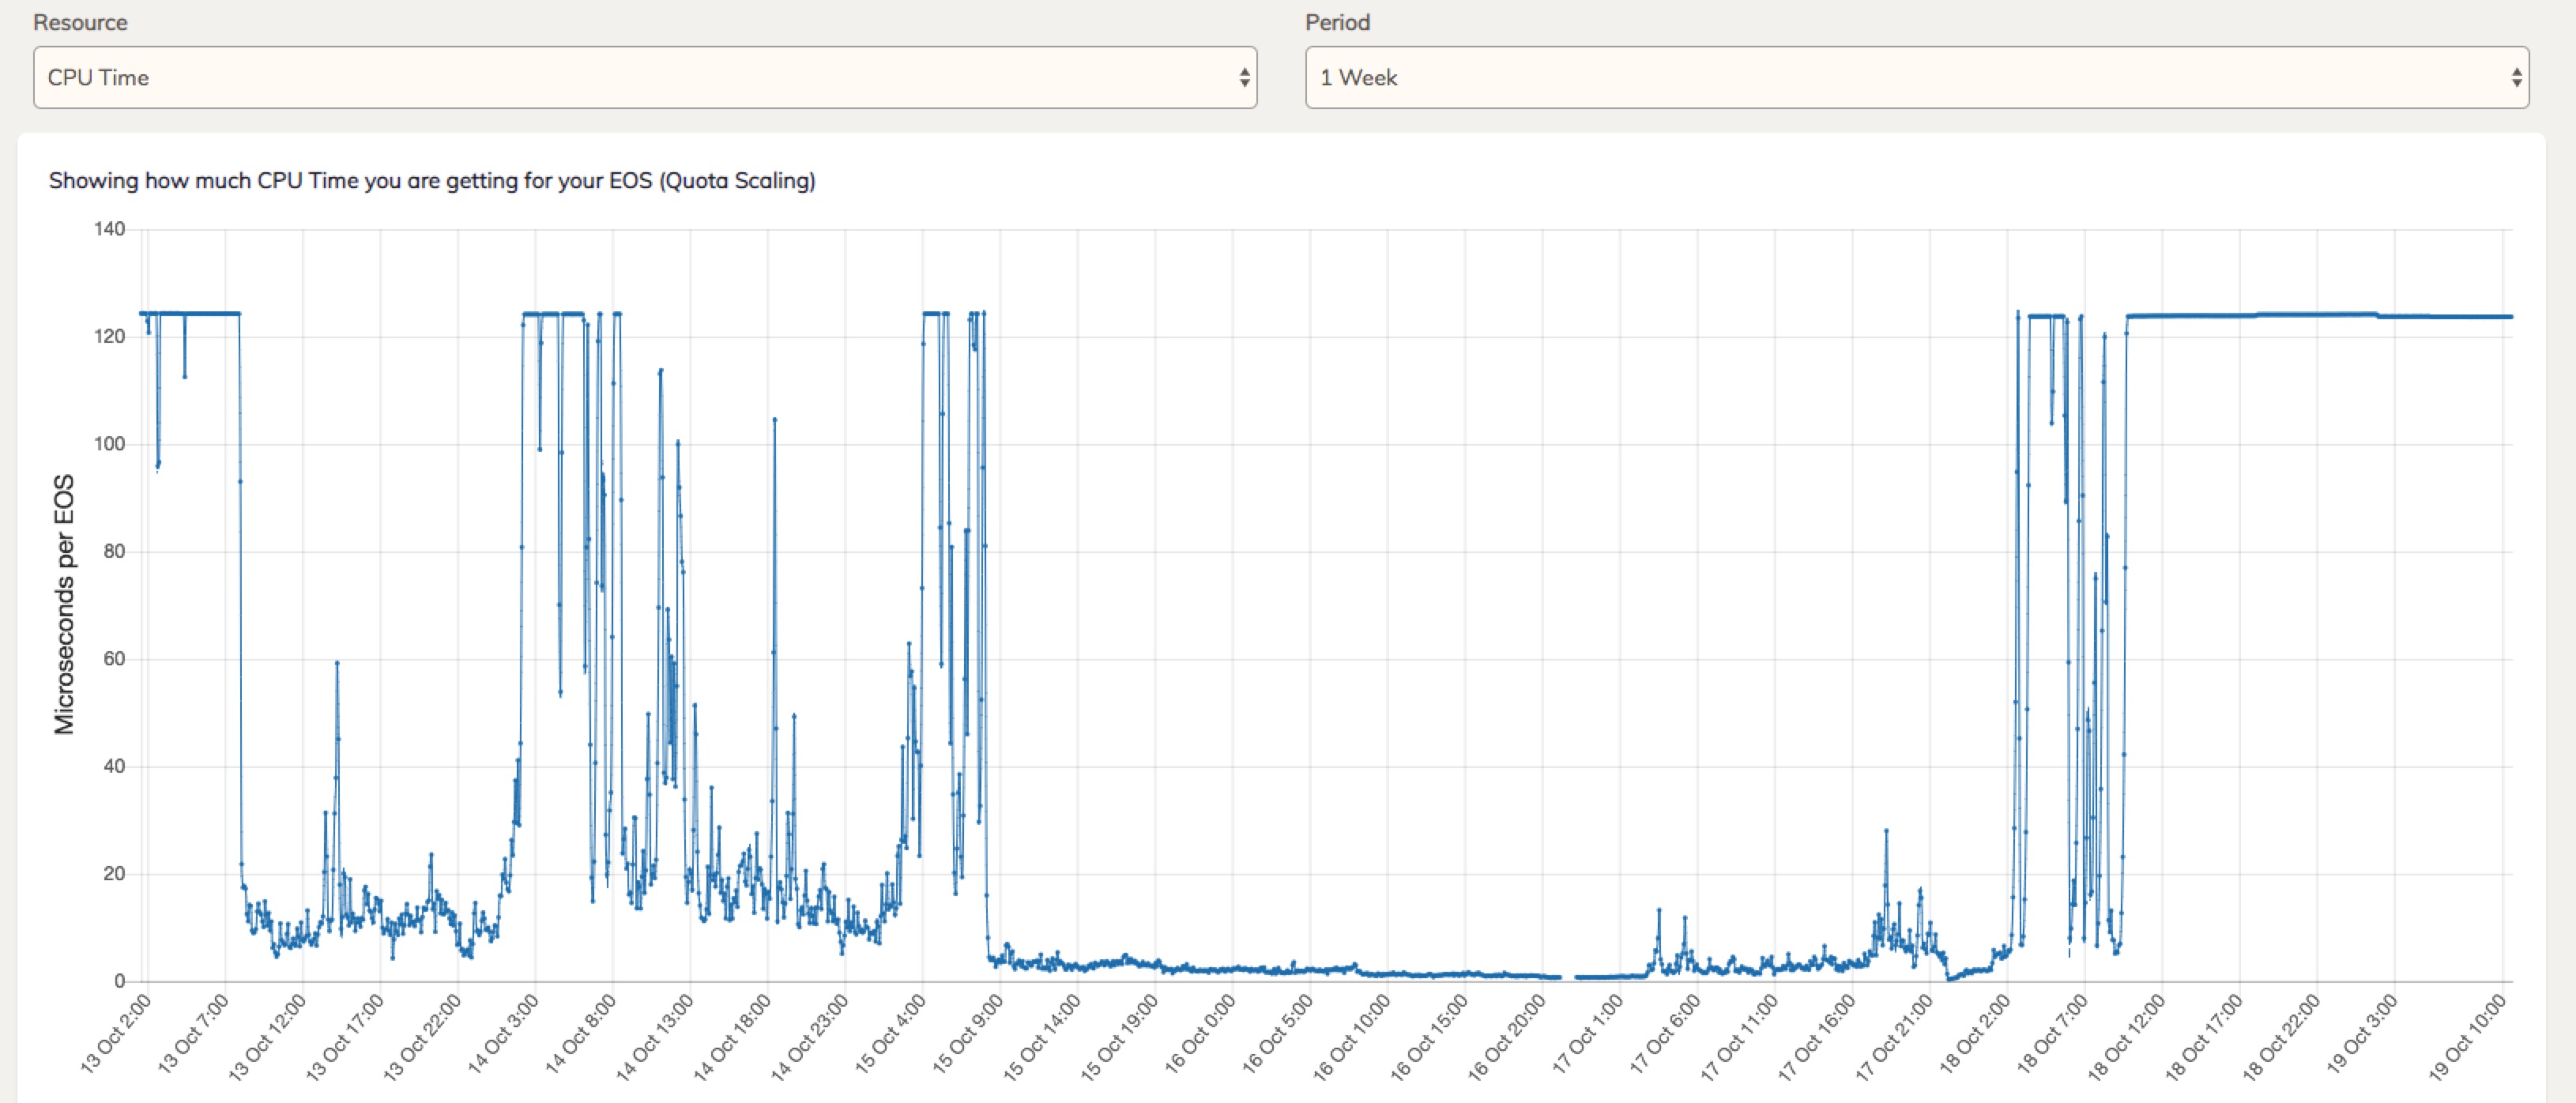 Resource
Period
CPU Time
1 Week
Showing how much CPU Time you are getting for your EOS (Quota Scaling)
Microseconds per EOS
140
120
100
80
60
40
20
0
13 Oct 2:00
13 Oct 7:00
13 Oct 12:00
13 Oct 17:00
13 Oct 22:00
14 Oct 3:00
14 Oct 8:00
14 Oct 13:00
14 Oct 18:00
14 Oct 23:00
15 Oct 4:00
15 Oct 9:00
15 Oct 14:00
15 Oct 19:00
16 Oct 0:00
16 Oct 5:00
16 Oct 10:00
16 Oct 15:00
16 Oct 20:00
17 Oct 1:00
17 Oct 6:00
17 Oct 11:00
17 Oct 16:00
17 Oct 21:00
18 Oct 2:00
18 Oct 7:00
18 Oct 12:00
18 Oct 17:00
18 Oct 22:00
19 Oct 3:00
19 Oct 10:00